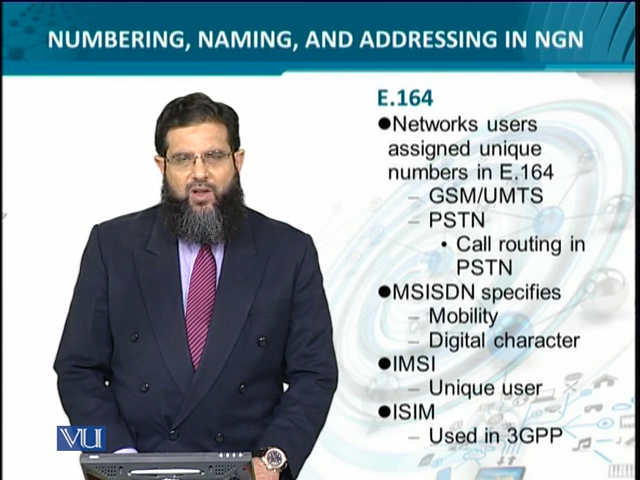 NUMBERING, NAMING, AND ADDRESSING IN NGN
E.164
●Networks users
assigned unique
numbers in E.164
– GSM/UMTS
– PSTN
• Call routing in
PSTN
●MSISDN specifies
– Mobility
– Digital character
●IMSI
– Unique user
●ISIM
– Used in 3GPP
VU